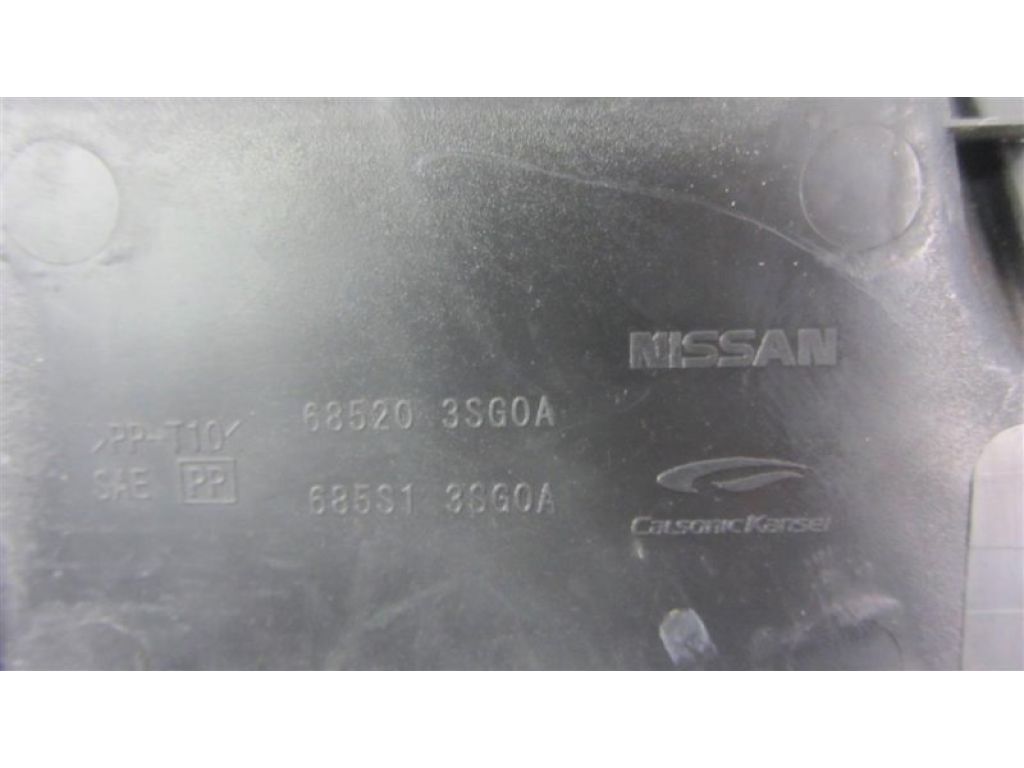 NISSAN
68520 3SG0A
>PP-T10<
SAE PP
685S1 3SG0A
CalsonicKansei